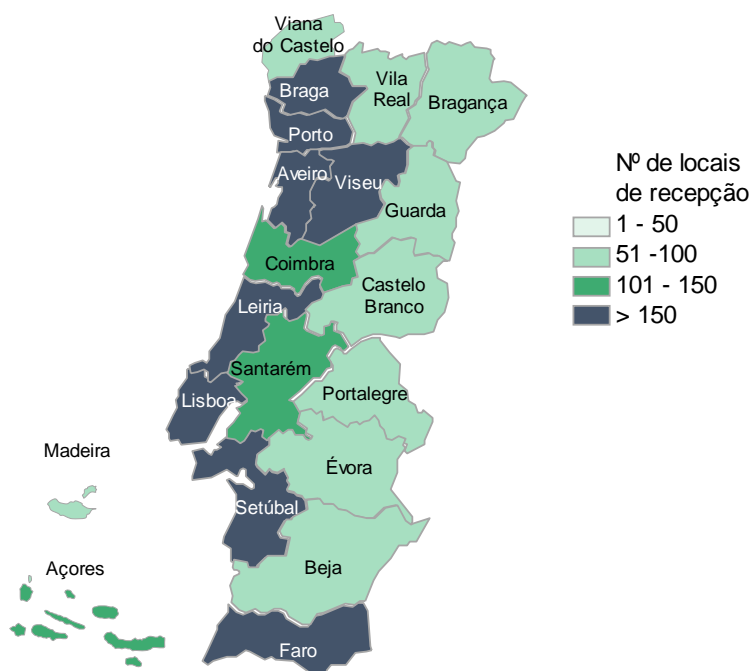 Viana
do Castelo
Braga
Vila
Real
Bragança
Porto
Aveiro
Viseu
Guarda
Coimbra
Castelo
Branco
Leiria
Santarém
Portalegre
Lisboa
Madeira
Évora
Setúbal
Açores
Beja
Faro
Nº de locais
de recepção
1 - 50
51 -100
101 - 150
> 150